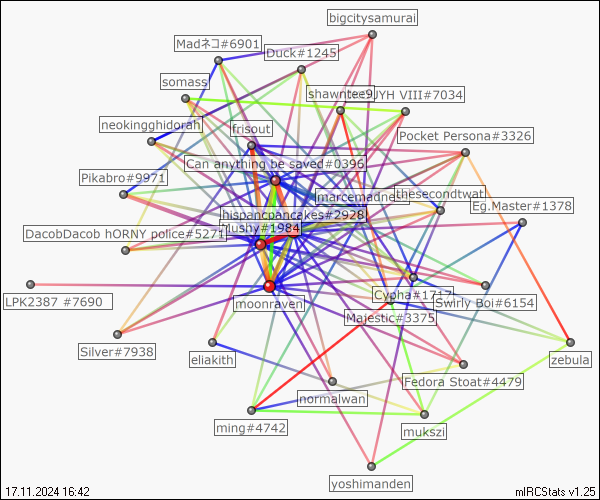 bigcitysamurai
Madネコ#6901
Duck#1245
somass
shawntee9
JYH VIII#7034
neokingghidorah
frisout
Pocket Persona#3326
Can anything be saved#0396
Pikabro#9971
marcemadness
thesecondtwat
Eg.Master#1378
hispancpancakes#2928
Plushy#1984
DacobDacob hORNY police#5271
LPK2387 #7690
moonraven
Cypha#1717
Swirly Boi#6154
Majestic#3375
Silver#7938
eliakith
zebula
Fedora Stoat#4479
normalwan
ming#4742
mukszi
yoshimanden
17.11.2024 16:42
mIRCStats v1.25